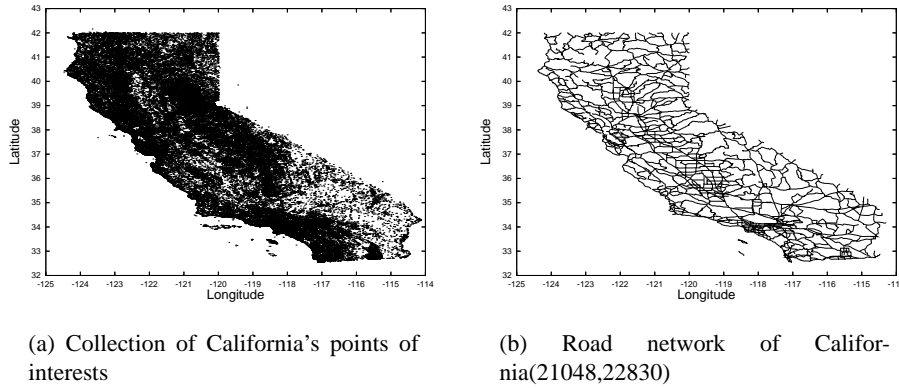 43
42
41
40
39
38
37
36
35
34
33
32
-125 -124 -123 -122 -121 -120 -119 -118 -117 -116 -115 -114
Latitude
Longitude
(a) Collection of California's points of
interests
43
42
41
40
39
38
37
36
35
34
33
32
-125 -124 -123 -122 -121 -120 -119 -118 -117 -116 -115 -11
Latitude
Longitude
(b) Road network of Califor-
nia(21048,22830)